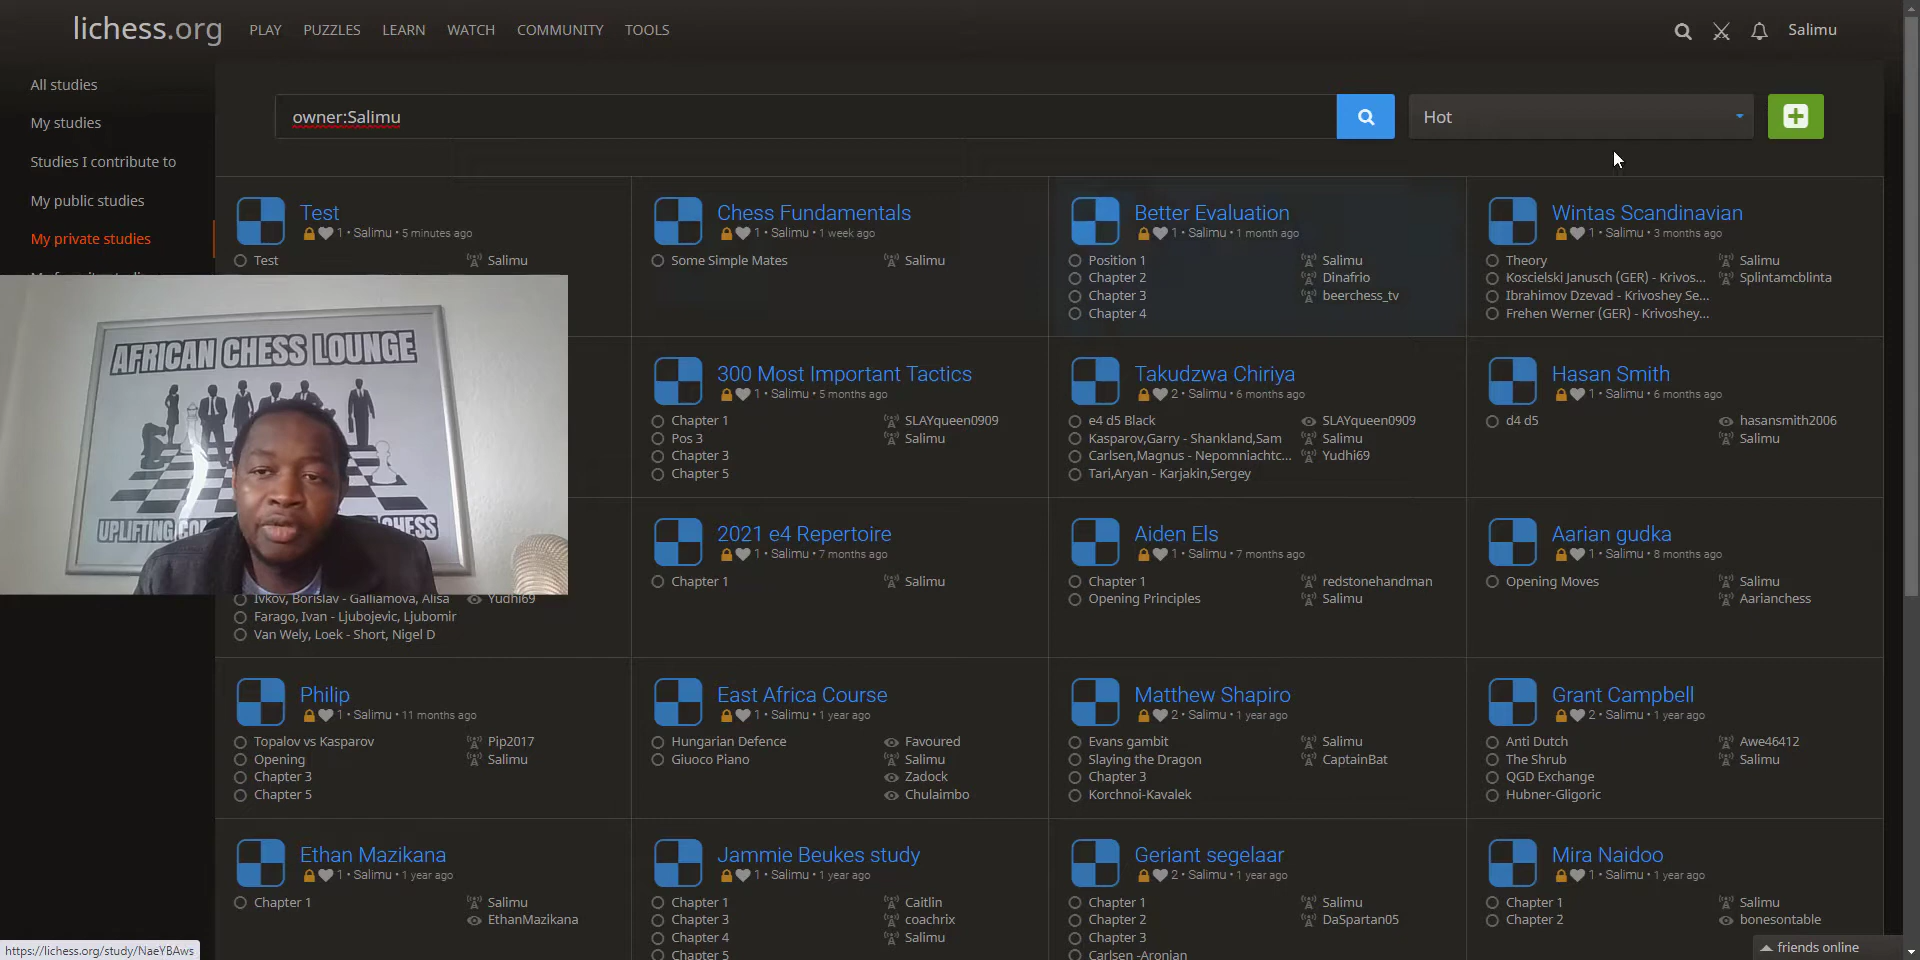 lichess.org PLAY PUZZLES LEARN WATCH COMMUNITY TOOLS Salimu
All studies
My studies
Studies I contribute to
My public studies
My private studies
owner:Salimu
Hot
Test
1 • Salimu • 5 minutes ago
Test Salimu
Chess Fundamentals
1 • Salimu • 1 week ago
Some Simple Mates Salimu
Better Evaluation
1 • Salimu • 1 month ago
Position 1 Salimu
Chapter 2 Dinafrio
Chapter 3 beerchess_tv
Chapter 4
Wintas Scandinavian
1 • Salimu • 3 months ago
Theory Salimu
Koscielski Janusch (GER) - Krivos... Splintamcblinta
Ibrahimov Dzevad - Krivoshey Se...
Frehen Werner (GER) - Krivoshey...
AFRICAN CHESS LOUNGE
UPLIFTING CHESS
300 Most Important Tactics
1 • Salimu • 5 months ago
Chapter 1 SLAYqueen0909
Pos 3 Salimu
Chapter 3
Chapter 5
Takudzwa Chiriya
2 • Salimu • 6 months ago
e4 d5 Black SLAYqueen0909
Kasparov,Garry - Shankland,Sam Salimu
Carlsen,Magnus - Nepomniachtc... Yudhi69
Tari,Aryan - Karjakin,Sergey
Hasan Smith
1 • Salimu • 6 months ago
d4 d5 hasansmith2006
Salimu
Ivkov, Borislav - Galliamova, Alisa Yudhi69
Farago, Ivan - Ljubojevic, Ljubomir
Van Wely, Loek - Short, Nigel D
2021 e4 Repertoire
1 • Salimu • 7 months ago
Chapter 1 Salimu
Aiden Els
1 • Salimu • 7 months ago
Chapter 1 redstonehandman
Opening Principles Salimu
Aarian gudka
1 • Salimu • 8 months ago
Opening Moves Salimu
Aarianchess
Philip
1 • Salimu • 11 months ago
Topalov vs Kasparov Pip2017
Opening Salimu
Chapter 3
Chapter 5
East Africa Course
1 • Salimu • 1 year ago
Hungarian Defence Favoured
Giuoco Piano Salimu
Zadock
Chulaimbo
Matthew Shapiro
2 • Salimu • 1 year ago
Evans gambit Salimu
Slaying the Dragon CaptainBat
Chapter 3
Korchnoi-Kavalek
Grant Campbell
2 • Salimu • 1 year ago
Anti Dutch Awe46412
The Shrub Salimu
QGD Exchange
Hubner-Gligoric
Ethan Mazikana
1 • Salimu • 1 year ago
Chapter 1 Salimu
EthanMazikana
Jammie Beukes study
1 • Salimu • 1 year ago
Chapter 1 Caitlin
Chapter 3 coachrix
Chapter 4 Salimu
Chapter 5
Geriant segelaar
2 • Salimu • 1 year ago
Chapter 1 Salimu
Chapter 2 DaSpartan05
Chapter 3
Carlsen -Aronian
Mira Naidoo
1 • Salimu • 1 year ago
Chapter 1 Salimu
Chapter 2 bonesontable
https://lichess.org/study/NaeYBAws
friends online